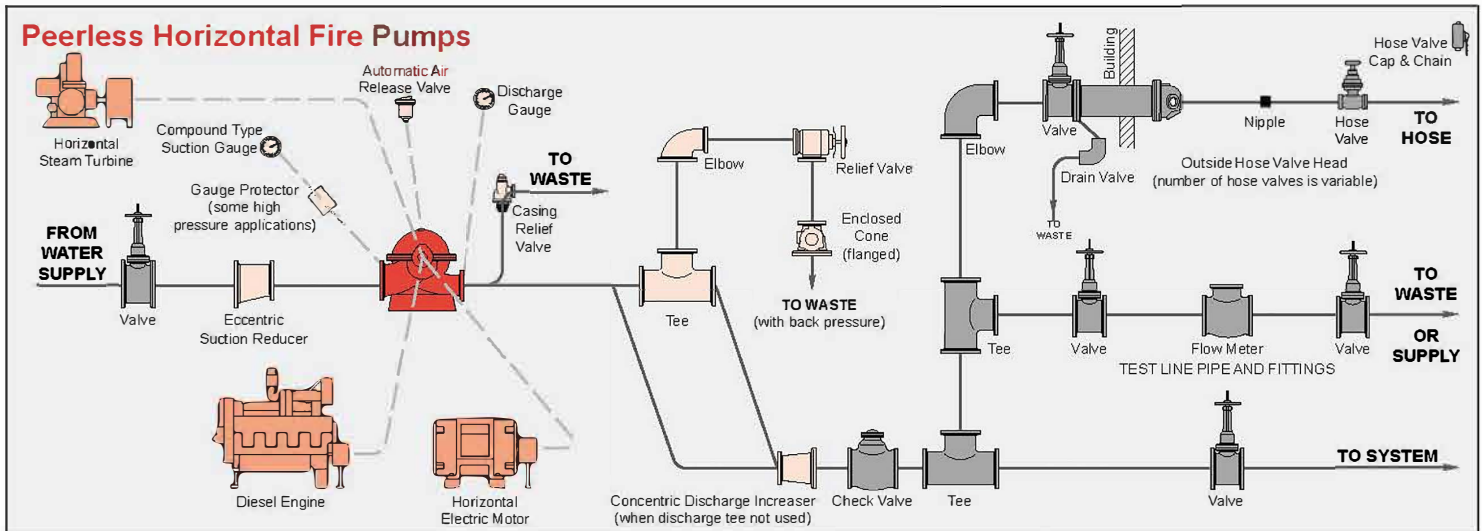 Peerless Horizontal Fire Pumps
Horizontal
Steam Turbine
Automatic Air
Release Valve
Discharge
Gauge
Compound Type
Suction Gauge
Gauge Protector
(some high
pressure applications)
TO
WASTE
Casing
Relief
Valve
FROM
WATER
SUPPLY
Valve
Eccentric
Suction Reducer
Diesel Engine
Horizontal
Electric Motor
Elbow
Relief Valve
Enclosed
Cone
(flanged)
TO WASTE
(with back pressure)
Tee
Concentric Discharge Increaser
(when discharge tee not used)
Check Valve
Tee
Valve
TO SYSTEM
Elbow
Valve
Building
Drain Valve
TO
WASTE
Outside Hose Valve Head
(number of hose valves is variable)
Nipple
Hose
Valve
Hose Valve
Cap & Chain
TO
HOSE
Tee
Valve
Flow Meter
Valve
TEST LINE PIPE AND FITTINGS
TO
WASTE
OR
SUPPLY